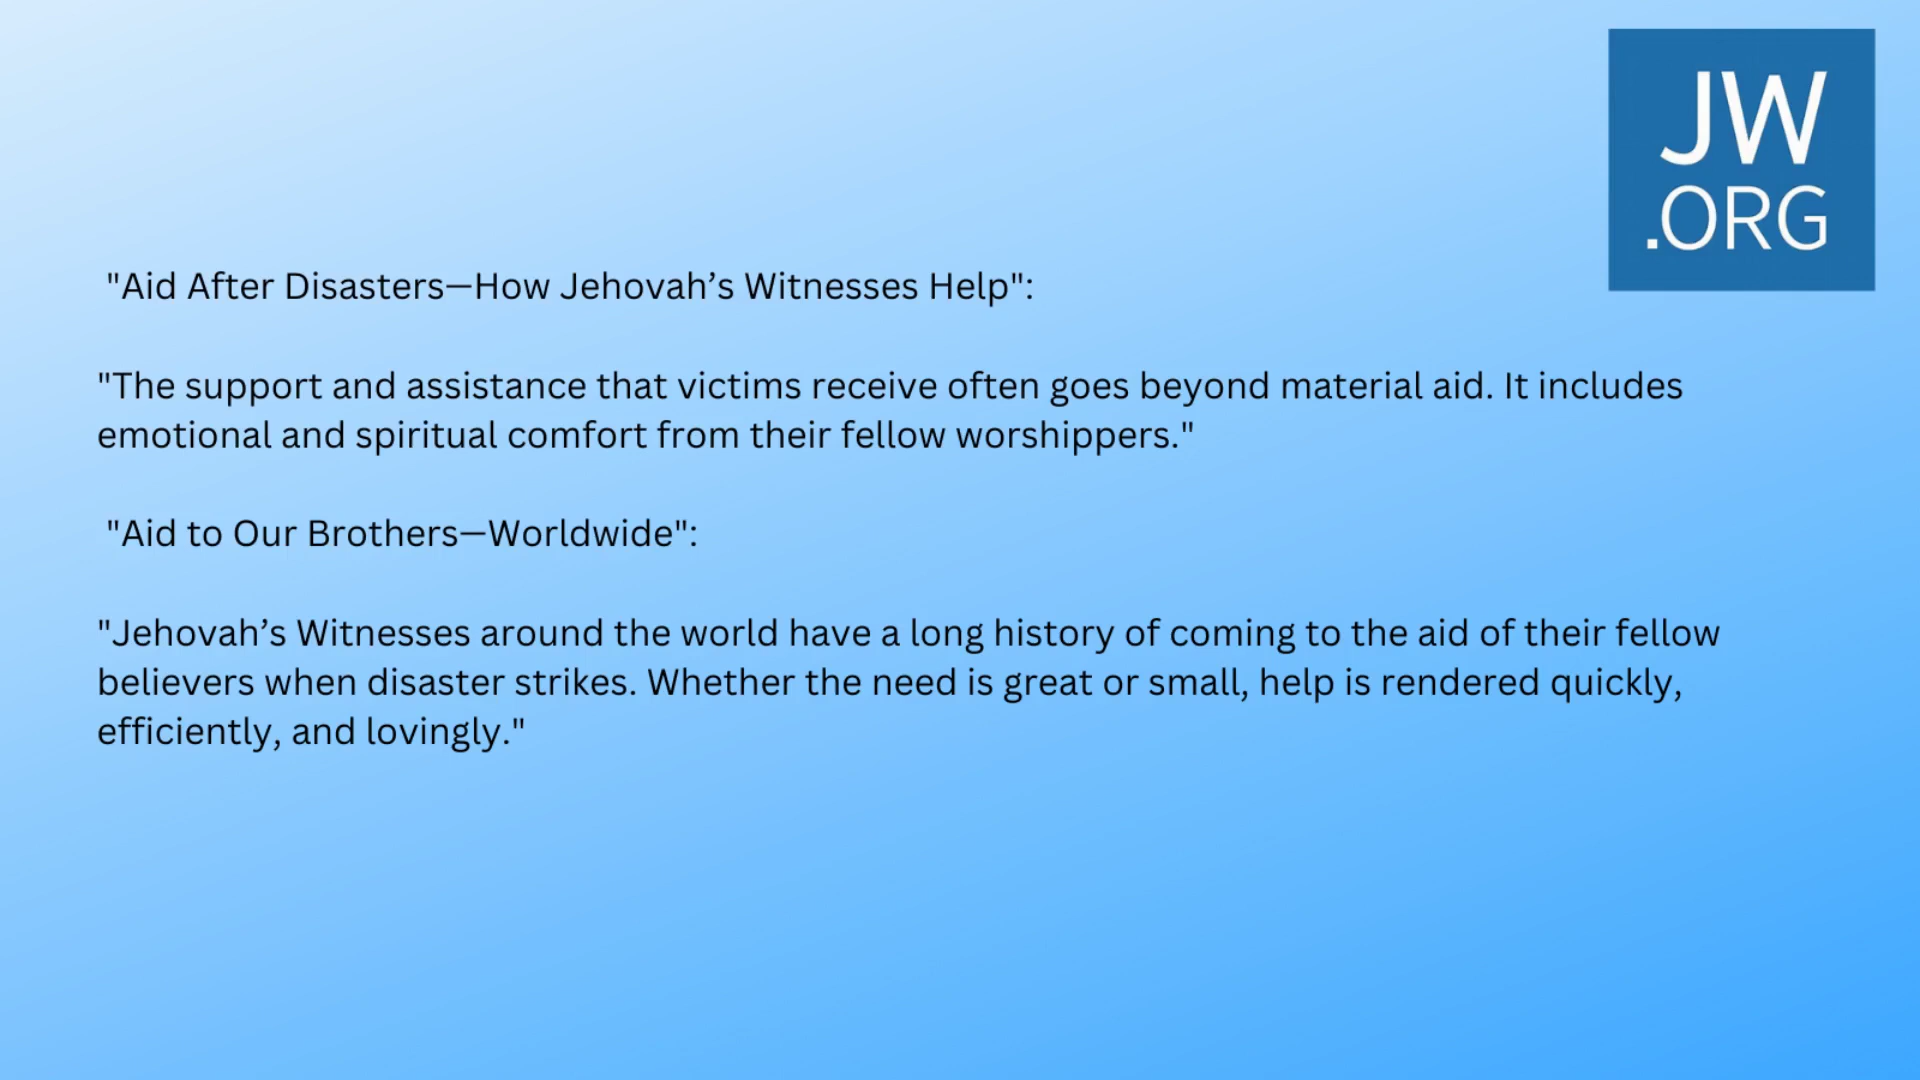 JW
.ORG
"Aid After Disasters—How Jehovah’s Witnesses Help":
"The support and assistance that victims receive often goes beyond material aid. It includes
emotional and spiritual comfort from their fellow worshippers."
"Aid to Our Brothers—Worldwide":
"Jehovah’s Witnesses around the world have a long history of coming to the aid of their fellow
believers when disaster strikes. Whether the need is great or small, help is rendered quickly,
efficiently, and lovingly."